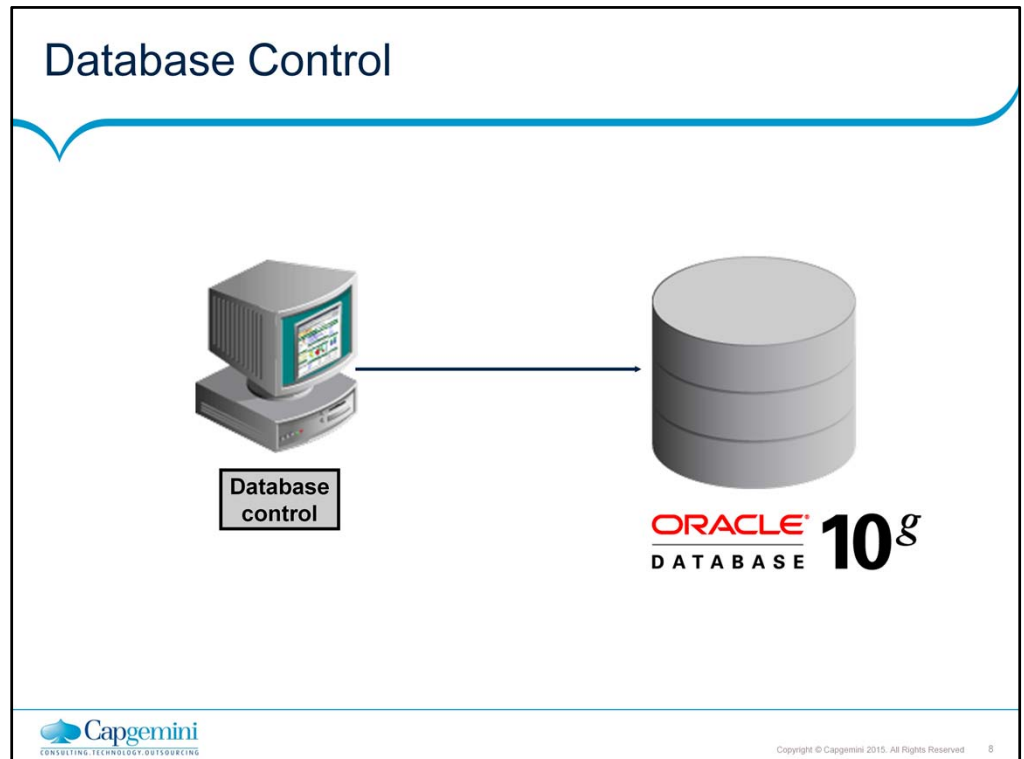 Database Control
Database
control
ORACLE®
DATABASE
10g
Capgemini
CONSULTING.TECHNOLOGY.OUTSOURCING
Copyright © Capgemini 2015. All Rights Reserved 8